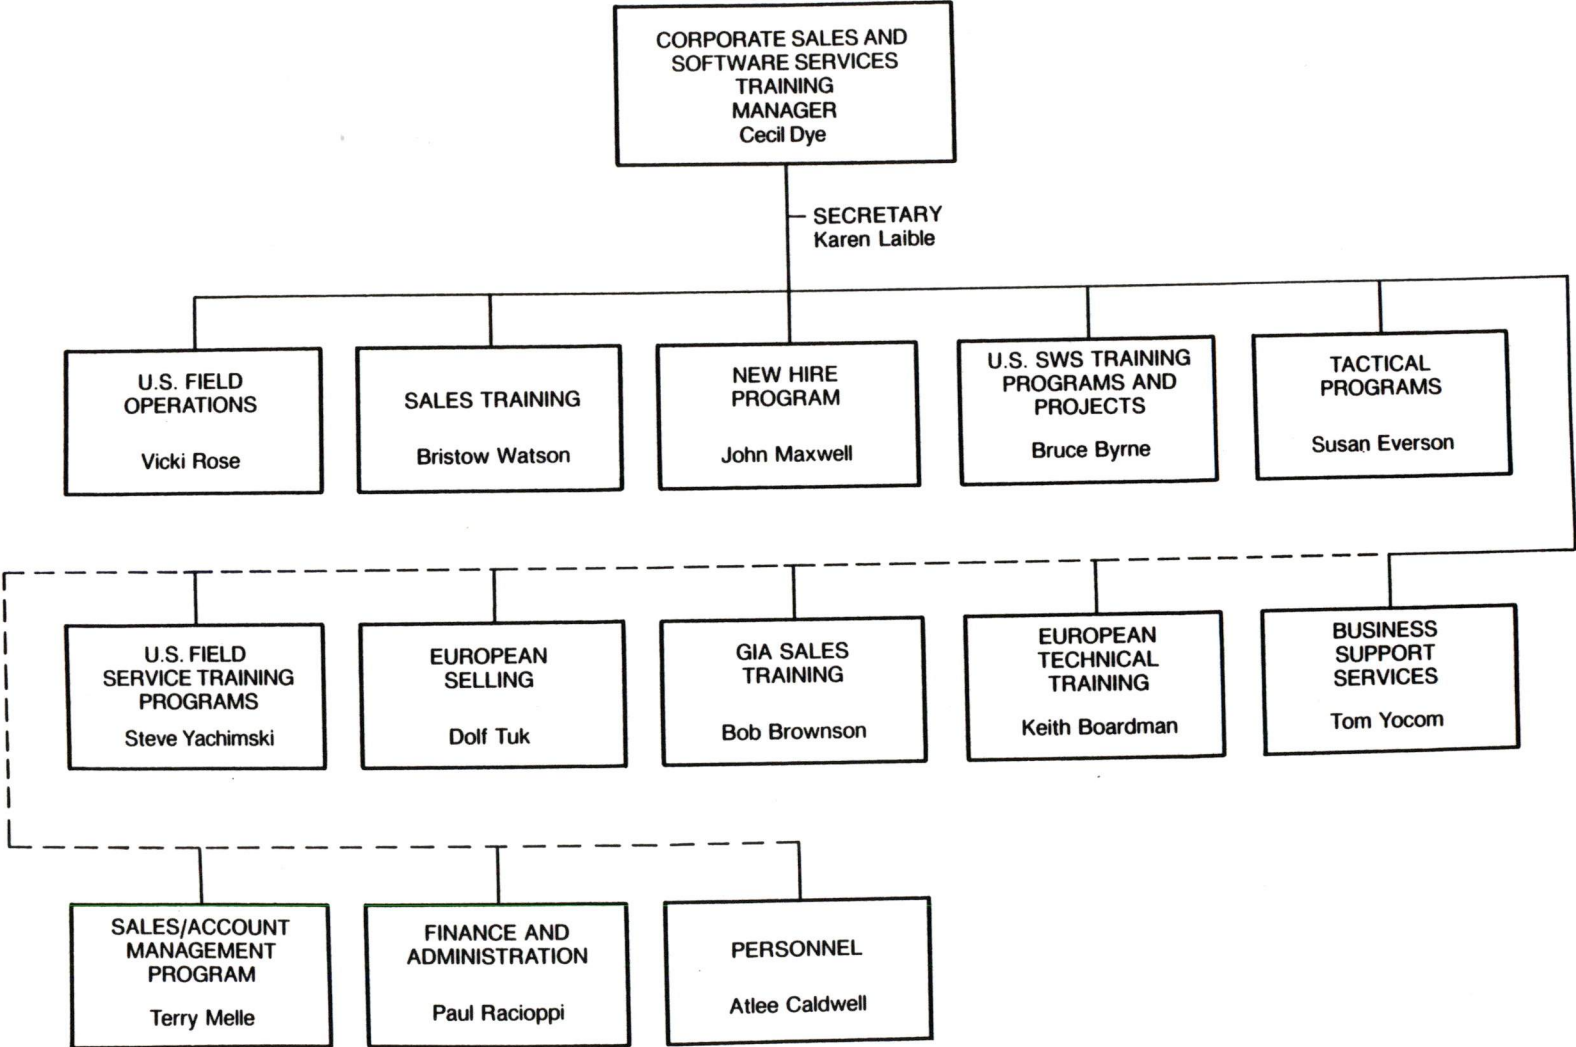 CORPORATE SALES AND
SOFTWARE SERVICES
TRAINING
MANAGER
Cecil Dye
SECRETARY
Karen Laible
U.S. FIELD
OPERATIONS
Vicki Rose
SALES TRAINING
Bristow Watson
NEW HIRE
PROGRAM
John Maxwell
U.S. SWS TRAINING
PROGRAMS AND
PROJECTS
Bruce Byrne
TACTICAL
PROGRAMS
Susan Everson
U.S. FIELD
SERVICE TRAINING
PROGRAMS
Steve Yachimski
EUROPEAN
SELLING
Dolf Tuk
GIA SALES
TRAINING
Bob Brownson
EUROPEAN
TECHNICAL
TRAINING
Keith Boardman
BUSINESS
SUPPORT
SERVICES
Tom Yocom
SALES/ACCOUNT
MANAGEMENT
PROGRAM
Terry Melle
FINANCE AND
ADMINISTRATION
Paul Racioppi
PERSONNEL
Atlee Caldwell